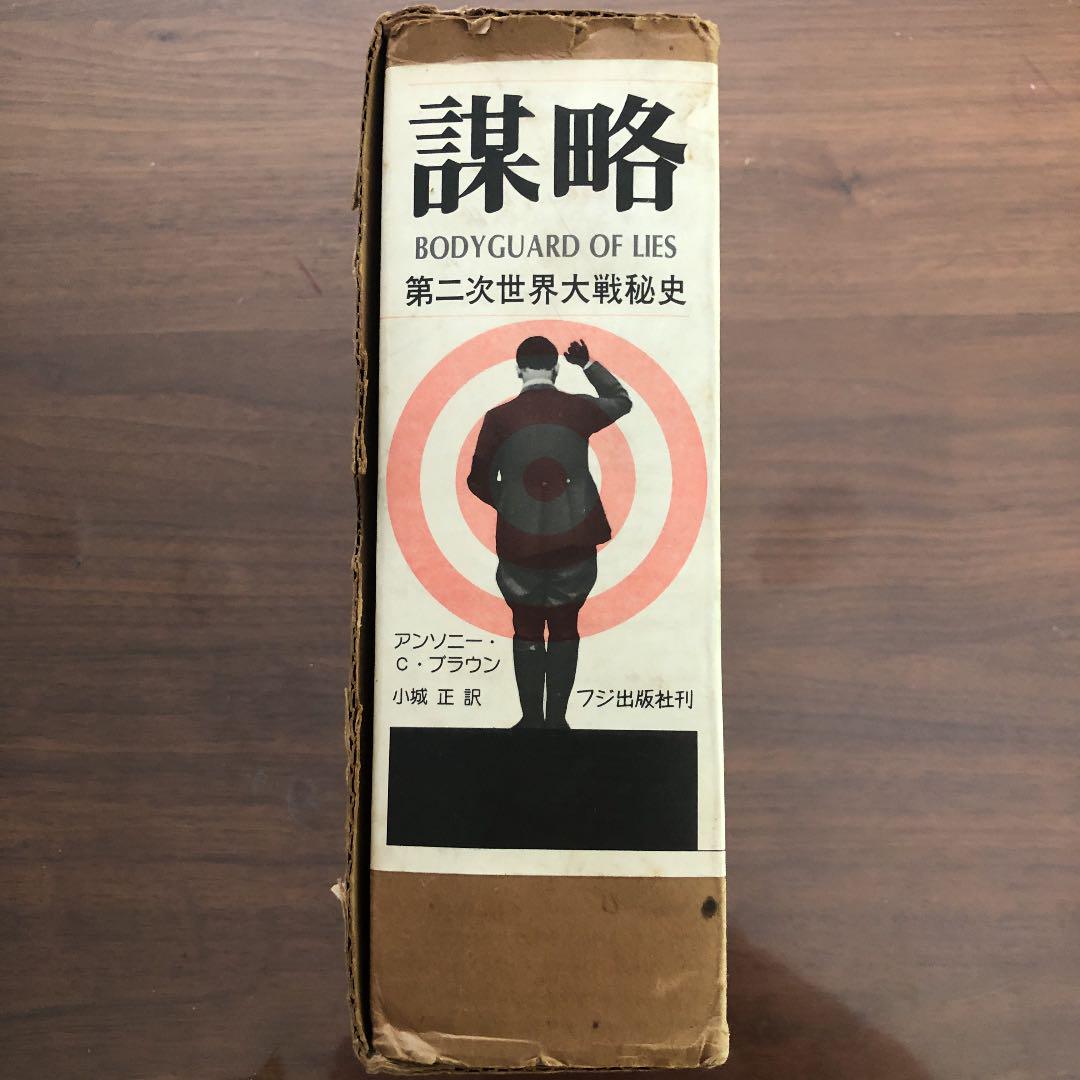 謀略
BODYGUARD OF LIES
第二次世界大戦秘史
アンソニー・
C・ブラウン
小城 正 訳
フジ出版社刊